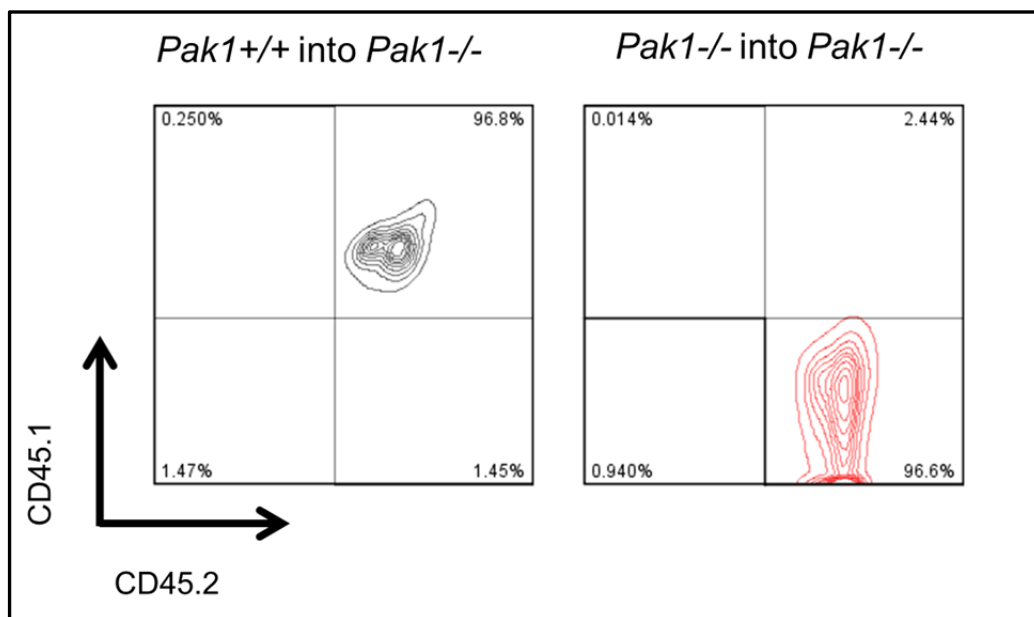 Pak1+/+ into Pak1-/-
Pak1-/- into Pak1-/-
0.250%
96.8%
1.47%
1.45%
0.014%
2.44%
0.940%
96.6%
CD45.1
CD45.2